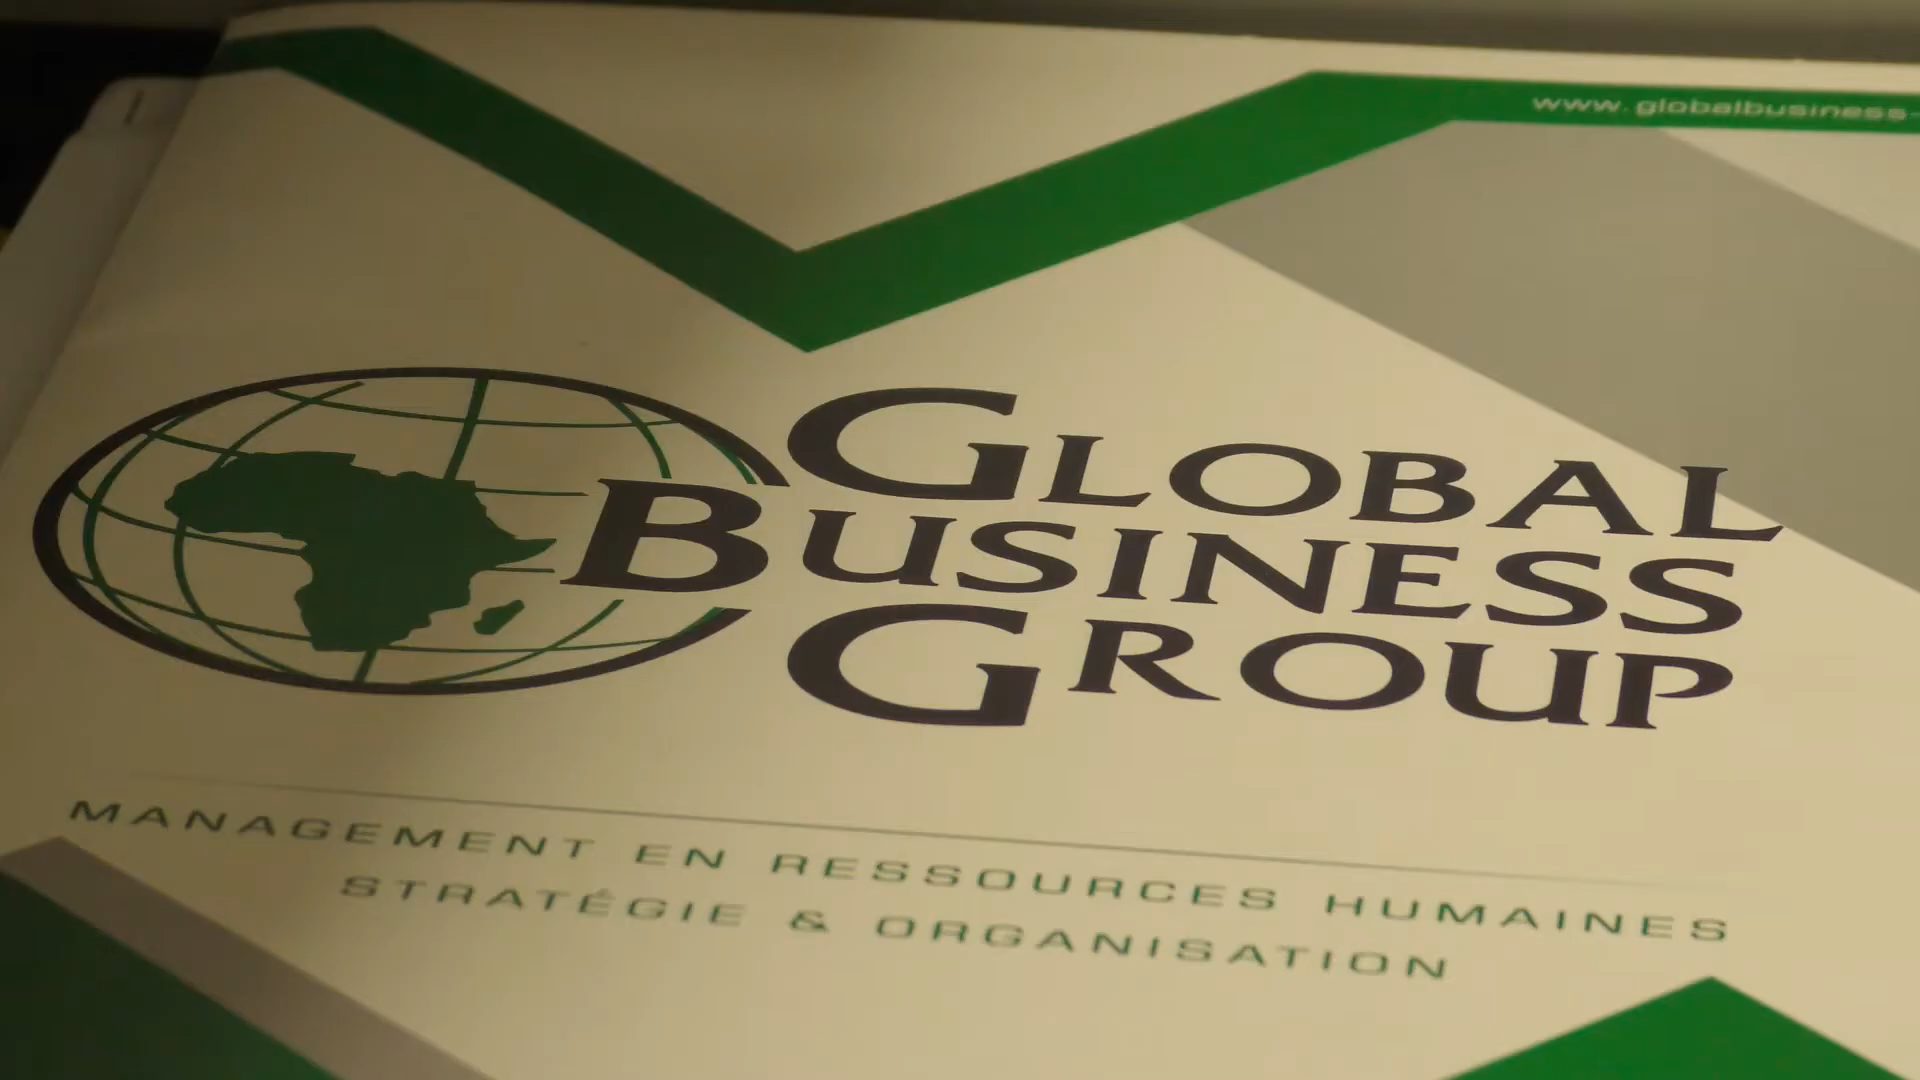 www.globalbusiness-
GLOBAL
BUSINESS
GROUP
MANAGEMENT EN RESSOURCES HUMAINES
STRATÉGIE & ORGANISATION